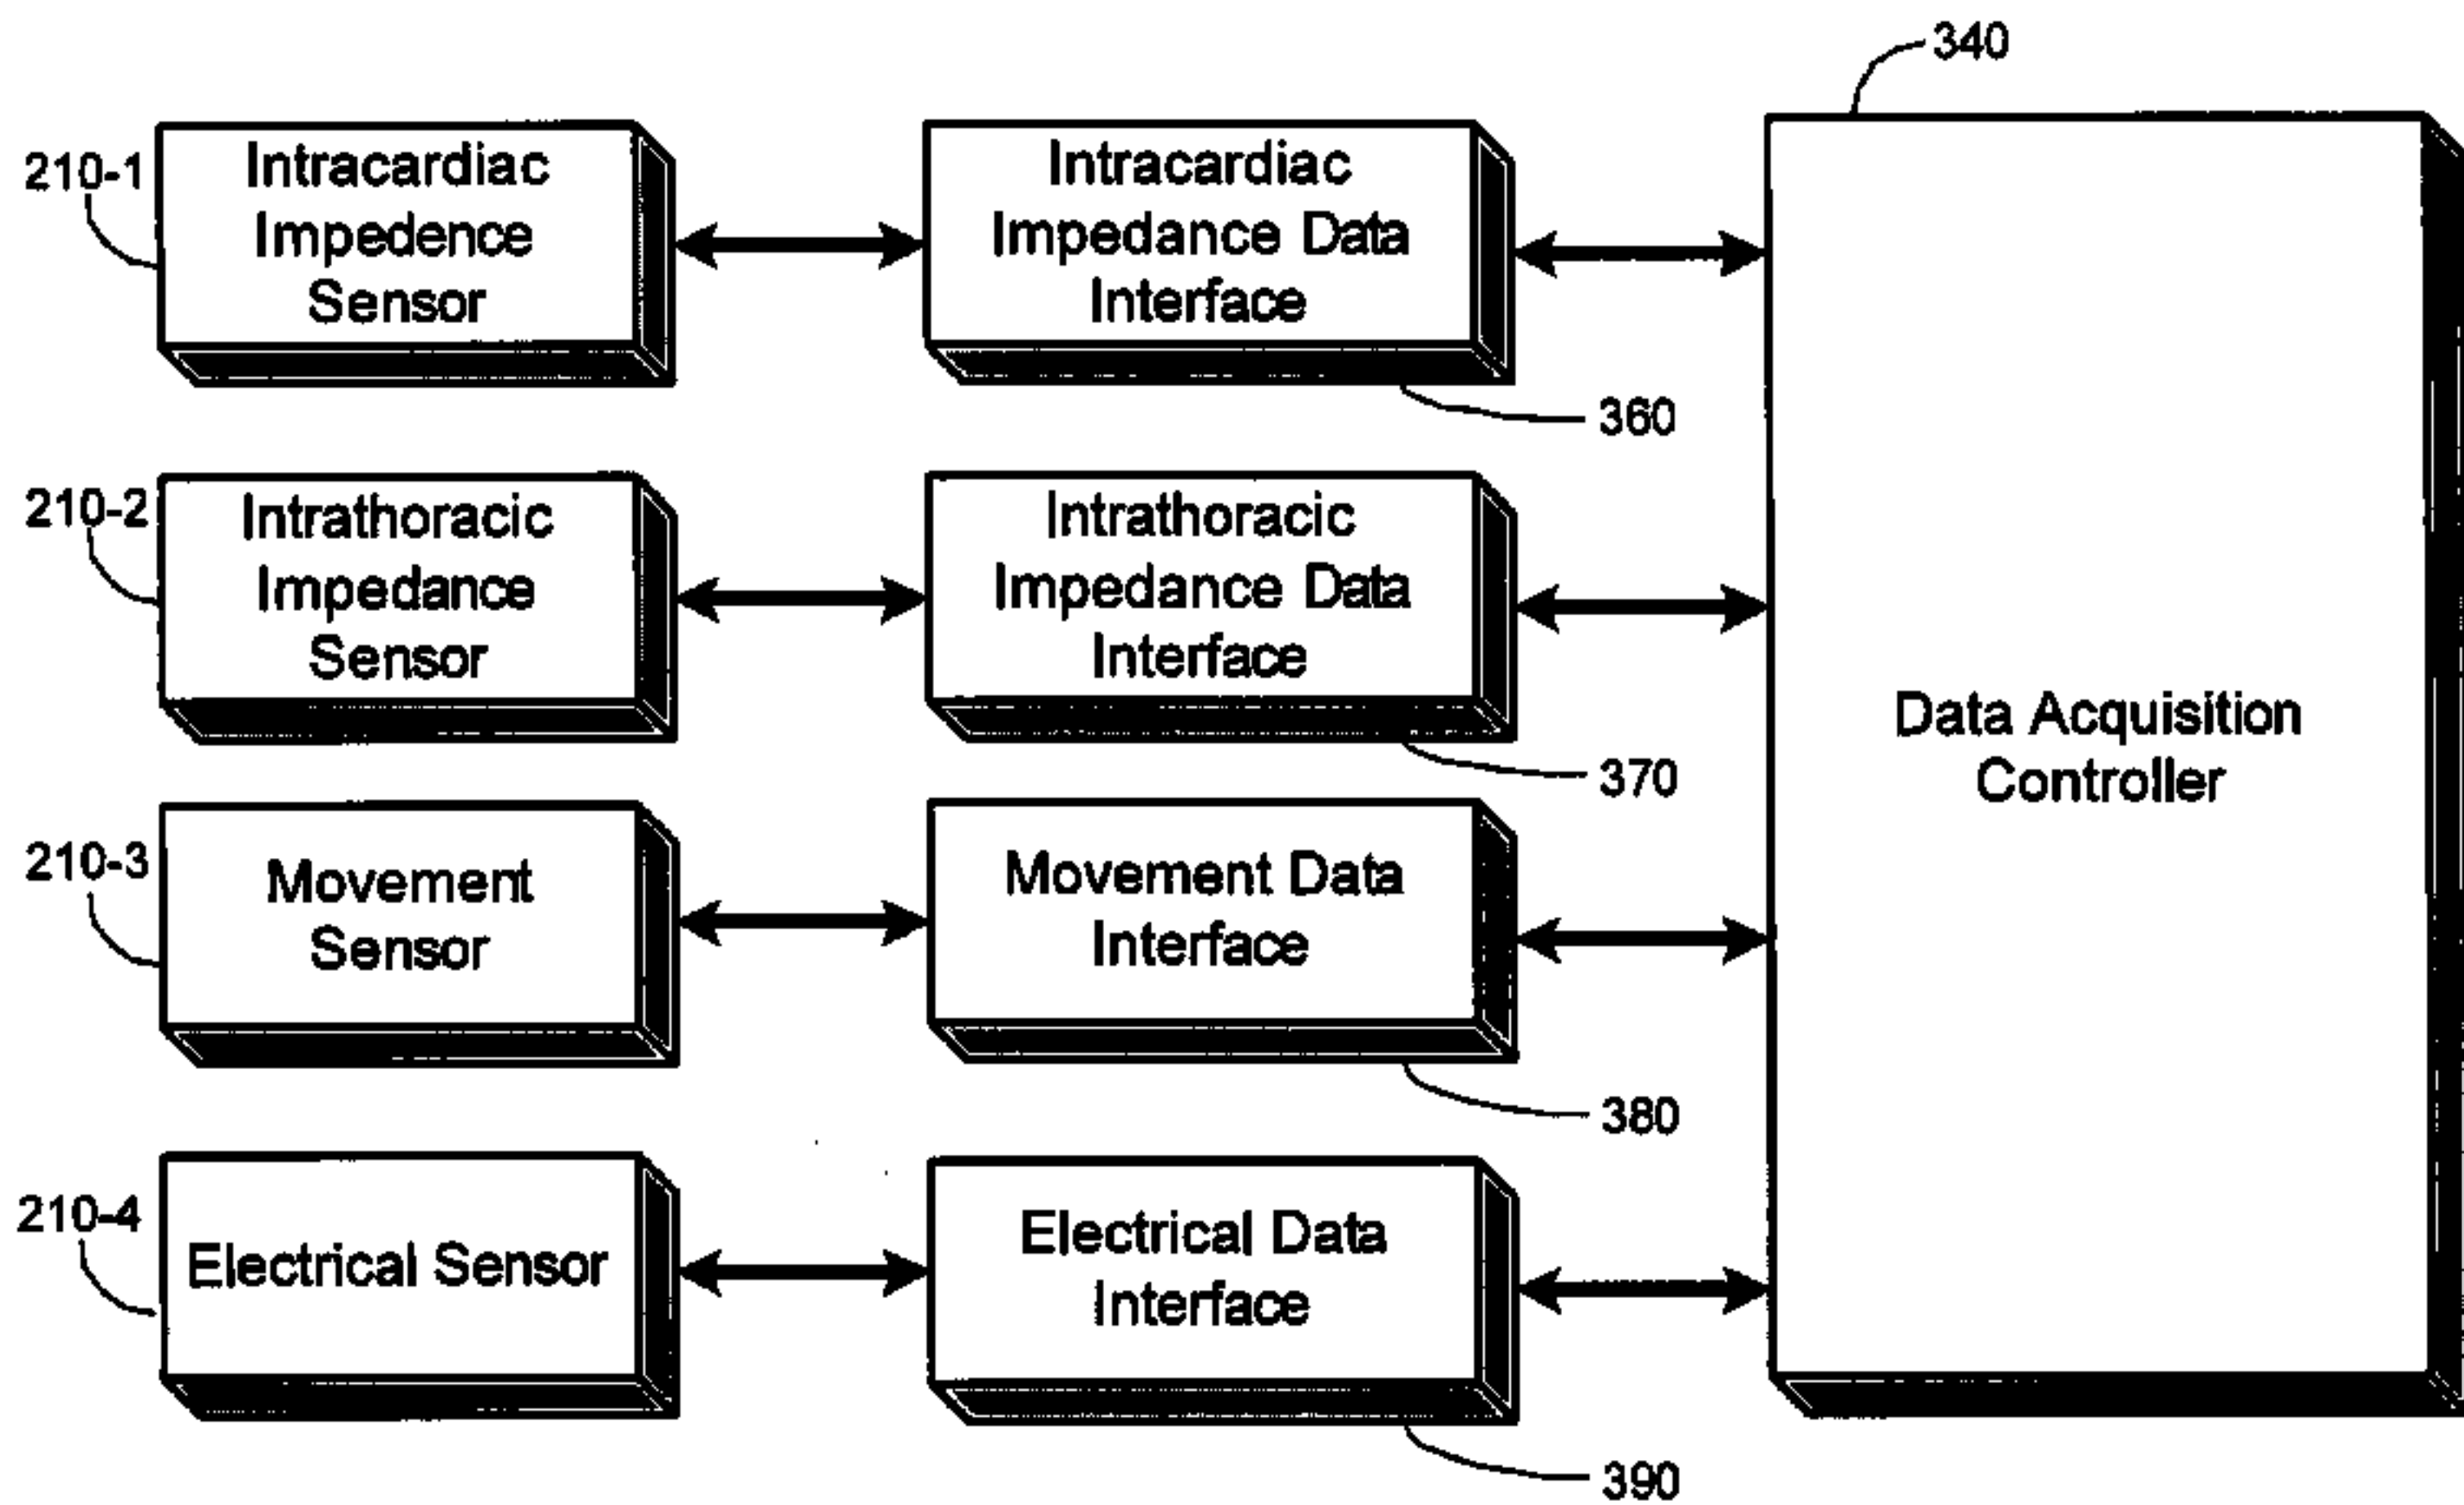 340
210-1
Intracardiac
Impedence
Sensor
Intracardiac
Impedance Data
Interface
360
210-2
Intrathoracic
Impedance
Sensor
Intrathoracic
Impedance Data
Interface
370
Data Acquisition
Controller
210-3
Movement
Sensor
Movement Data
Interface
380
210-4
Electrical Sensor
Electrical Data
Interface
390